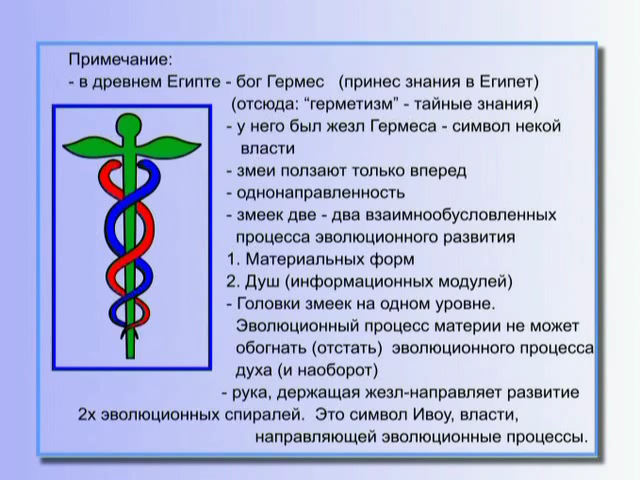 Примечание:
- в древнем Египте - бог Гермес (принес знания в Египет)
(отсюда: “герметизм” - тайные знания)
- у него был жезл Гермеса - символ некой
власти
- змеи ползают только вперед
- однонаправленность
- змеек две - два взаимнообусловленных
процесса эволюционного развития
1. Материальных форм
2. Душ (информационных модулей)
- Головки змеек на одном уровне.
Эволюционный процесс материи не может
обогнать (отстать) эволюционного процесса
духа (и наоборот)
- рука, держащая жезл-направляет развитие
2х эволюционных спиралей. Это символ Ивоу, власти,
направляющей эволюционные процессы.